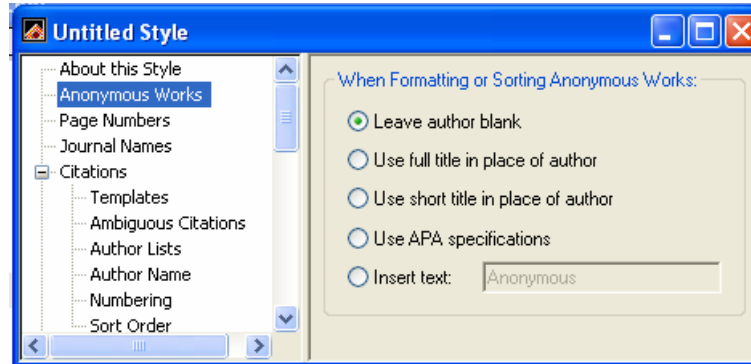 Untitled Style
About this Style
Anonymous Works
Page Numbers
Journal Names
Citations
Templates
Ambiguous Citations
Author Lists
Author Name
Numbering
Sort Order
When Formatting or Sorting Anonymous Works:
Leave author blank
Use full title in place of author
Use short title in place of author
Use APA specifications
Insert text: Anonymous